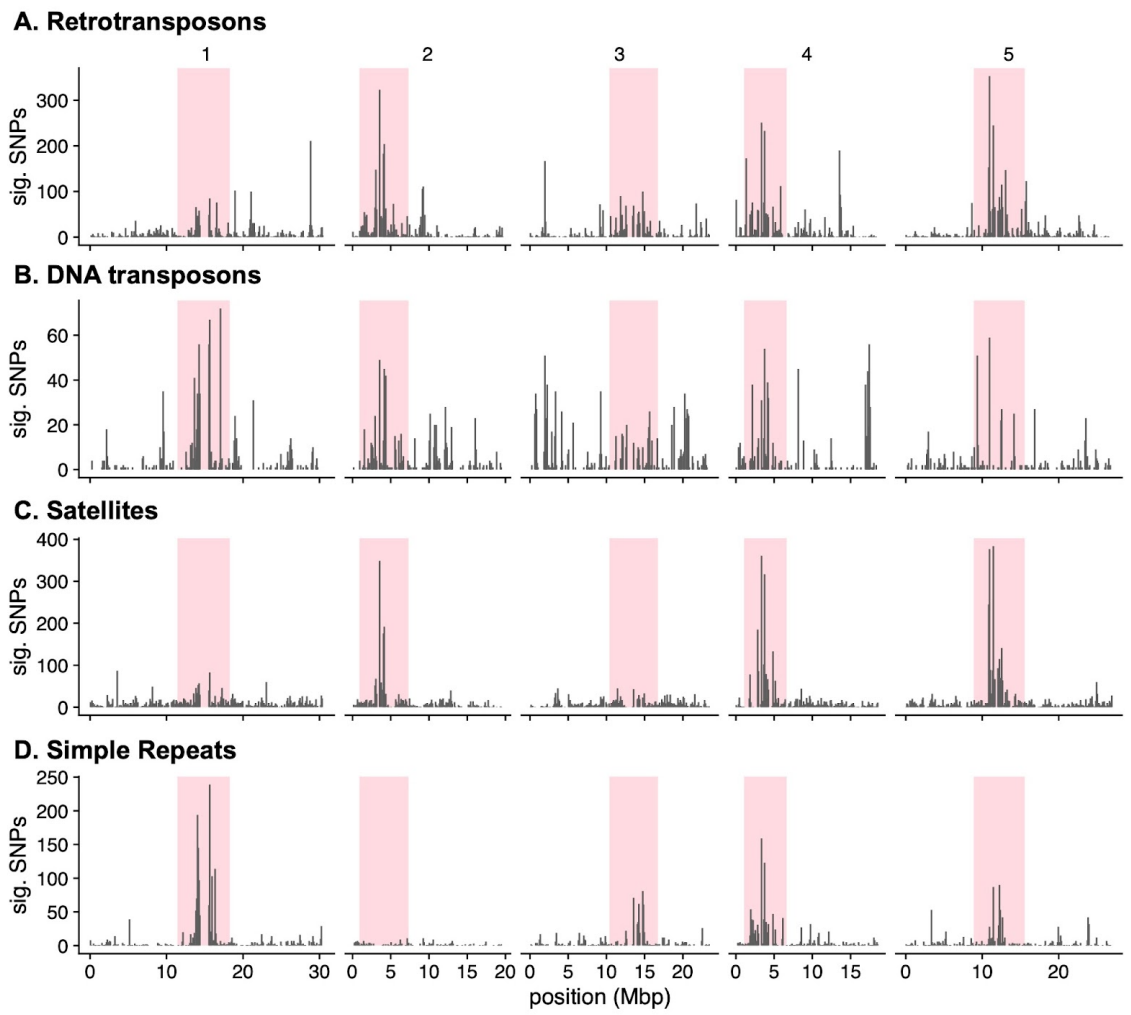 A. Retrotransposons
1 2 3 4 5
sig. SNPs
300
200
100
0
B. DNA transposons
sig. SNPs
60
40
20
0
C. Satellites
sig. SNPs
400
300
200
100
0
D. Simple Repeats
sig. SNPs
250
200
150
100
50
0
0 10 20 30 0 5 10 15 20 0 5 10 15 20 0 5 10 15 0 10 20
position (Mbp)